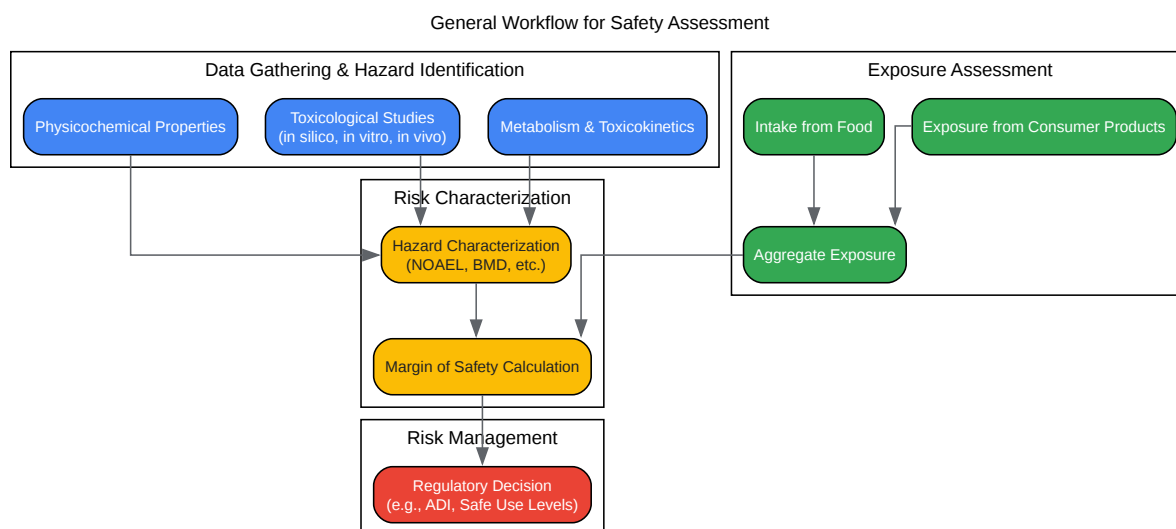 General Workflow for Safety Assessment
Data Gathering & Hazard Identification
Physicochemical Properties
Toxicological Studies
(in silico, in vitro, in vivo)
Metabolism & Toxicokinetics
Exposure Assessment
Intake from Food
Exposure from Consumer Products
Aggregate Exposure
Risk Characterization
Hazard Characterization
(NOAEL, BMD, etc.)
Margin of Safety Calculation
Risk Management
Regulatory Decision
(e.g., ADI, Safe Use Levels)